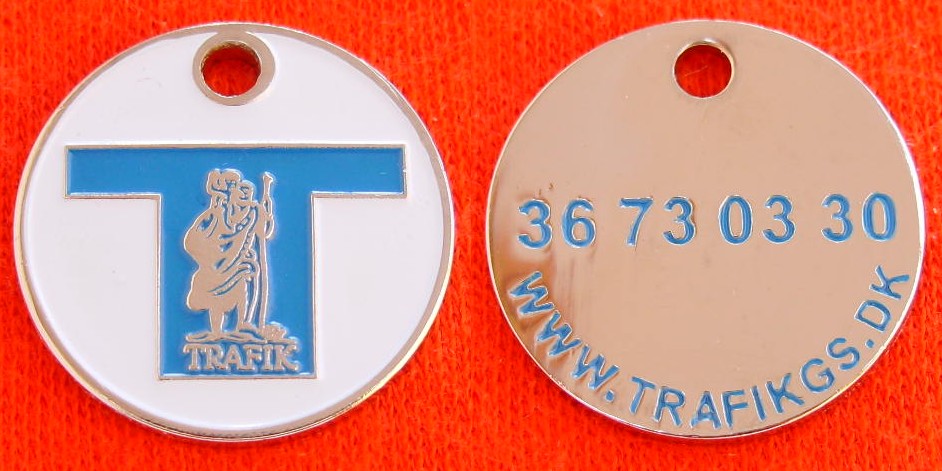 T
TRAFIK
36 73 03 30
WWW.TRAFIKGS.DK